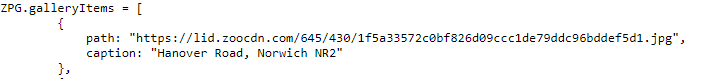 ZPG.galleryItems = [
{
path: "https://lid.zoocdn.com/645/430/1f5a33572c0bf826d09ccc1de79ddc96bddef5d1.jpg",
caption: "Hanover Road, Norwich NR2"
},